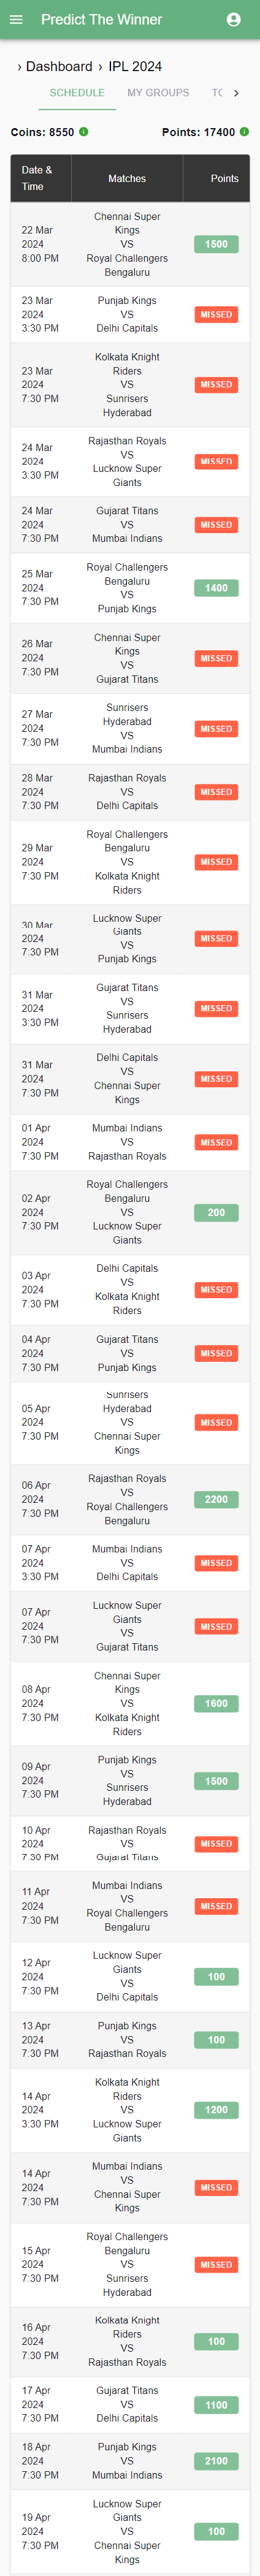 Predict The Winner
› Dashboard › IPL 2024
SCHEDULE MY GROUPS TO
Coins: 8550 Points: 17400
Date & Time Matches Points
22 Mar 2024 8:00 PM Chennai Super Kings VS Royal Challengers Bengaluru 1500
23 Mar 2024 3:30 PM Punjab Kings VS Delhi Capitals MISSED
23 Mar 2024 7:30 PM Kolkata Knight Riders VS Sunrisers Hyderabad MISSED
24 Mar 2024 3:30 PM Rajasthan Royals VS Lucknow Super Giants MISSED
24 Mar 2024 7:30 PM Gujarat Titans VS Mumbai Indians MISSED
25 Mar 2024 7:30 PM Royal Challengers Bengaluru VS Punjab Kings 1400
26 Mar 2024 7:30 PM Chennai Super Kings VS Gujarat Titans MISSED
27 Mar 2024 7:30 PM Sunrisers Hyderabad VS Mumbai Indians MISSED
28 Mar 2024 7:30 PM Rajasthan Royals VS Delhi Capitals MISSED
29 Mar 2024 7:30 PM Royal Challengers Bengaluru VS Kolkata Knight Riders MISSED
30 Mar 2024 7:30 PM Lucknow Super Giants VS Punjab Kings MISSED
31 Mar 2024 3:30 PM Gujarat Titans VS Sunrisers Hyderabad MISSED
31 Mar 2024 7:30 PM Delhi Capitals VS Chennai Super Kings MISSED
01 Apr 2024 7:30 PM Mumbai Indians VS Rajasthan Royals MISSED
02 Apr 2024 7:30 PM Royal Challengers Bengaluru VS Lucknow Super Giants 200
03 Apr 2024 7:30 PM Delhi Capitals VS Kolkata Knight Riders MISSED
04 Apr 2024 7:30 PM Gujarat Titans VS Punjab Kings MISSED
05 Apr 2024 7:30 PM Sunrisers Hyderabad VS Chennai Super Kings MISSED
06 Apr 2024 7:30 PM Rajasthan Royals VS Royal Challengers Bengaluru 2200
07 Apr 2024 3:30 PM Mumbai Indians VS Delhi Capitals MISSED
07 Apr 2024 7:30 PM Lucknow Super Giants VS Gujarat Titans MISSED
08 Apr 2024 7:30 PM Chennai Super Kings VS Kolkata Knight Riders 1600
09 Apr 2024 7:30 PM Punjab Kings VS Sunrisers Hyderabad 1500
10 Apr 2024 7:30 PM Rajasthan Royals VS Gujarat Titans MISSED
11 Apr 2024 7:30 PM Mumbai Indians VS Royal Challengers Bengaluru MISSED
12 Apr 2024 7:30 PM Lucknow Super Giants VS Delhi Capitals 100
13 Apr 2024 7:30 PM Punjab Kings VS Rajasthan Royals 100
14 Apr 2024 3:30 PM Kolkata Knight Riders VS Lucknow Super Giants 1200
14 Apr 2024 7:30 PM Mumbai Indians VS Chennai Super Kings MISSED
15 Apr 2024 7:30 PM Royal Challengers Bengaluru VS Sunrisers Hyderabad MISSED
16 Apr 2024 7:30 PM Kolkata Knight Riders VS Rajasthan Royals 100
17 Apr 2024 7:30 PM Gujarat Titans VS Delhi Capitals 1100
18 Apr 2024 7:30 PM Punjab Kings VS Mumbai Indians 2100
19 Apr 2024 7:30 PM Lucknow Super Giants VS Chennai Super Kings 100